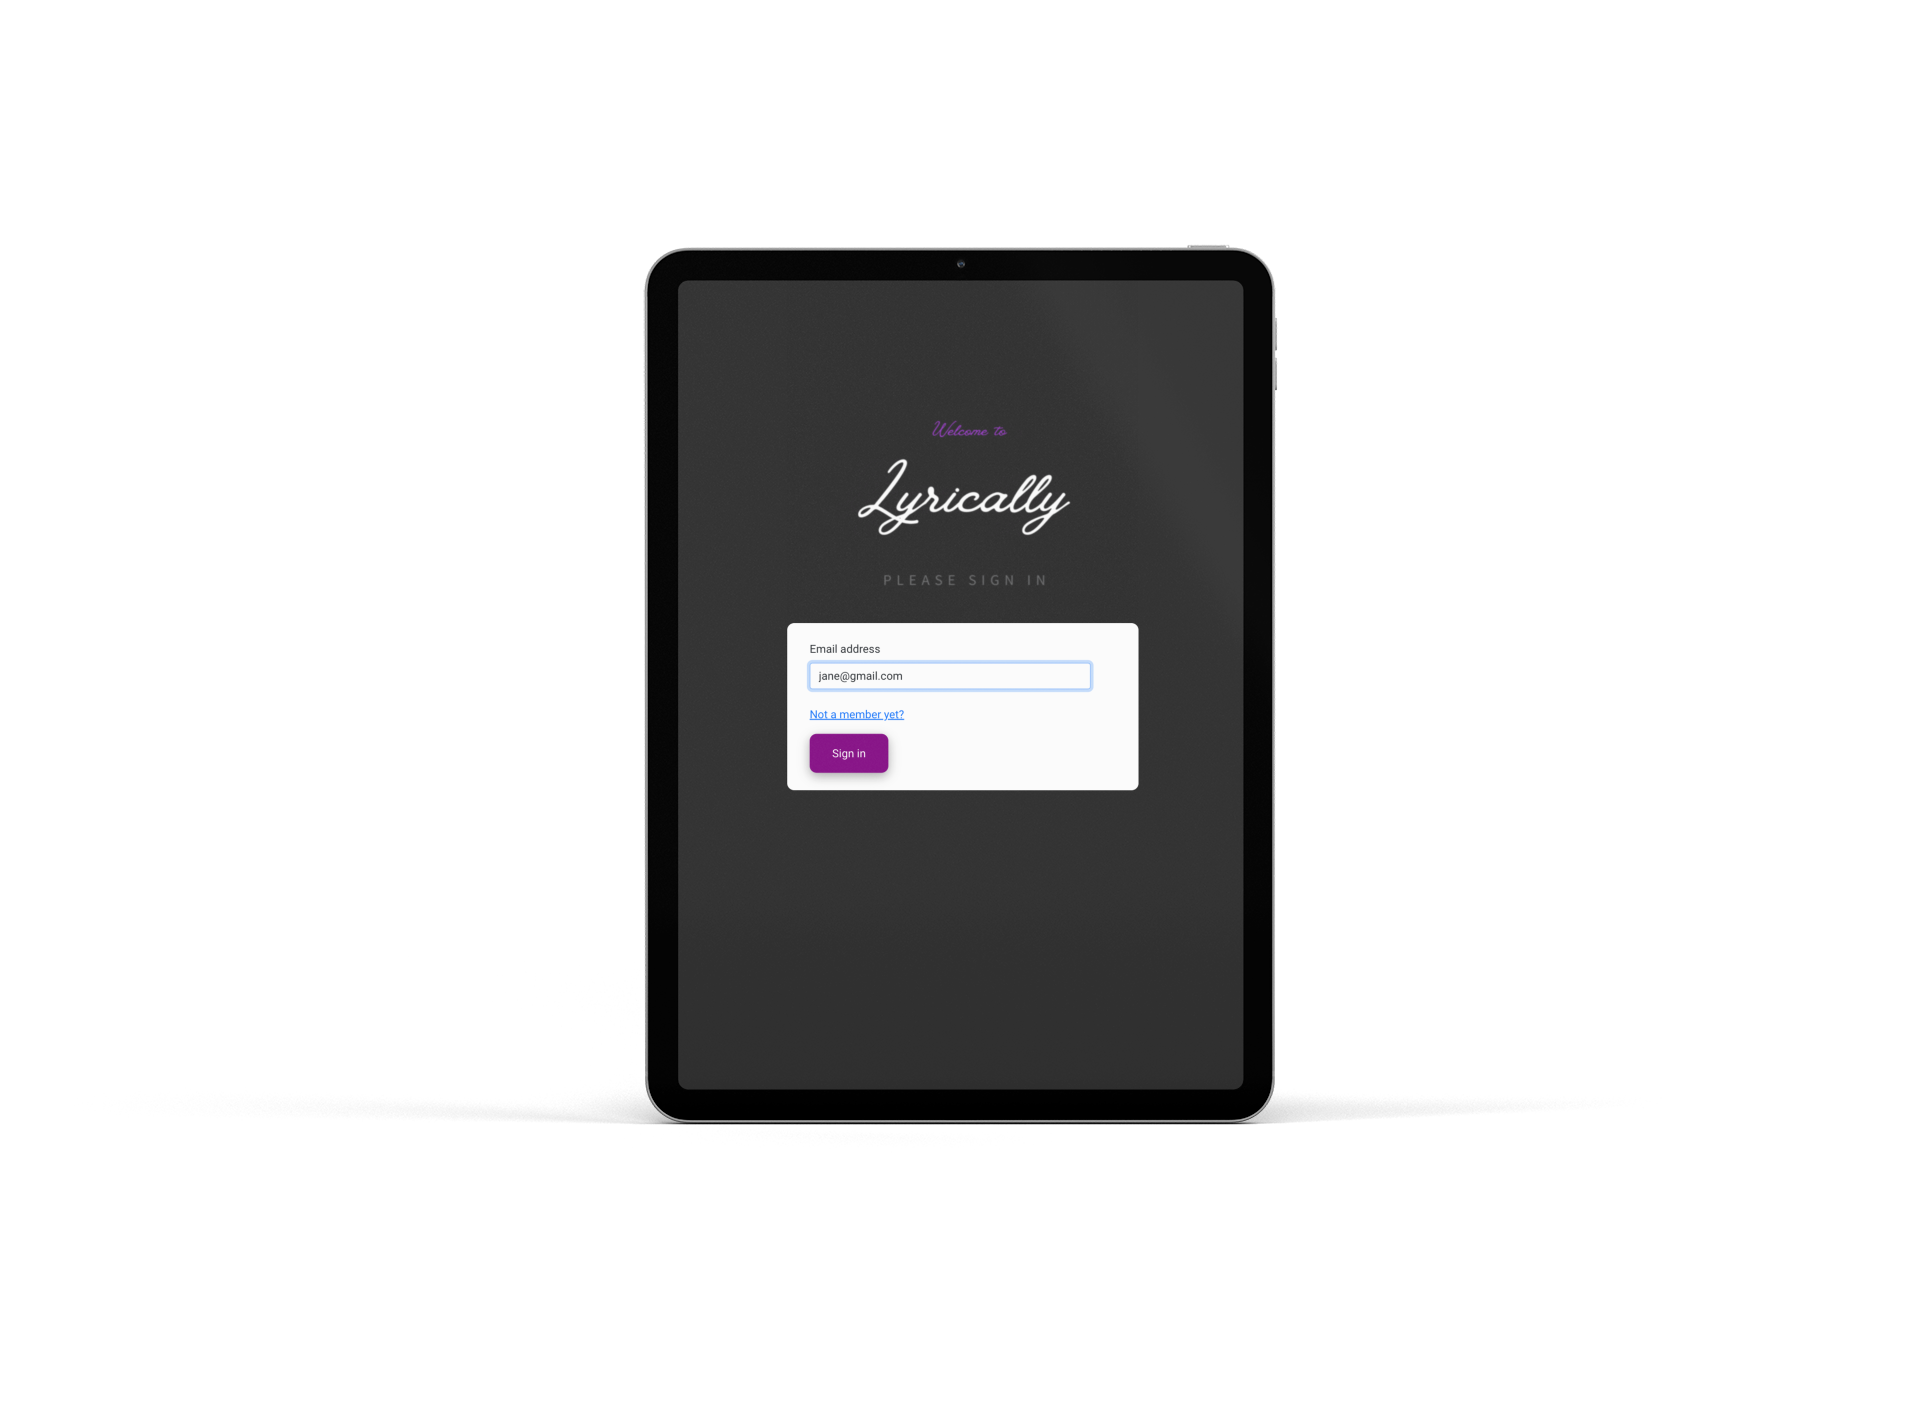 Welcome to
Lyrically
PLEASE SIGN IN
Email address
jane@gmail.com
Not a member yet?
Sign in